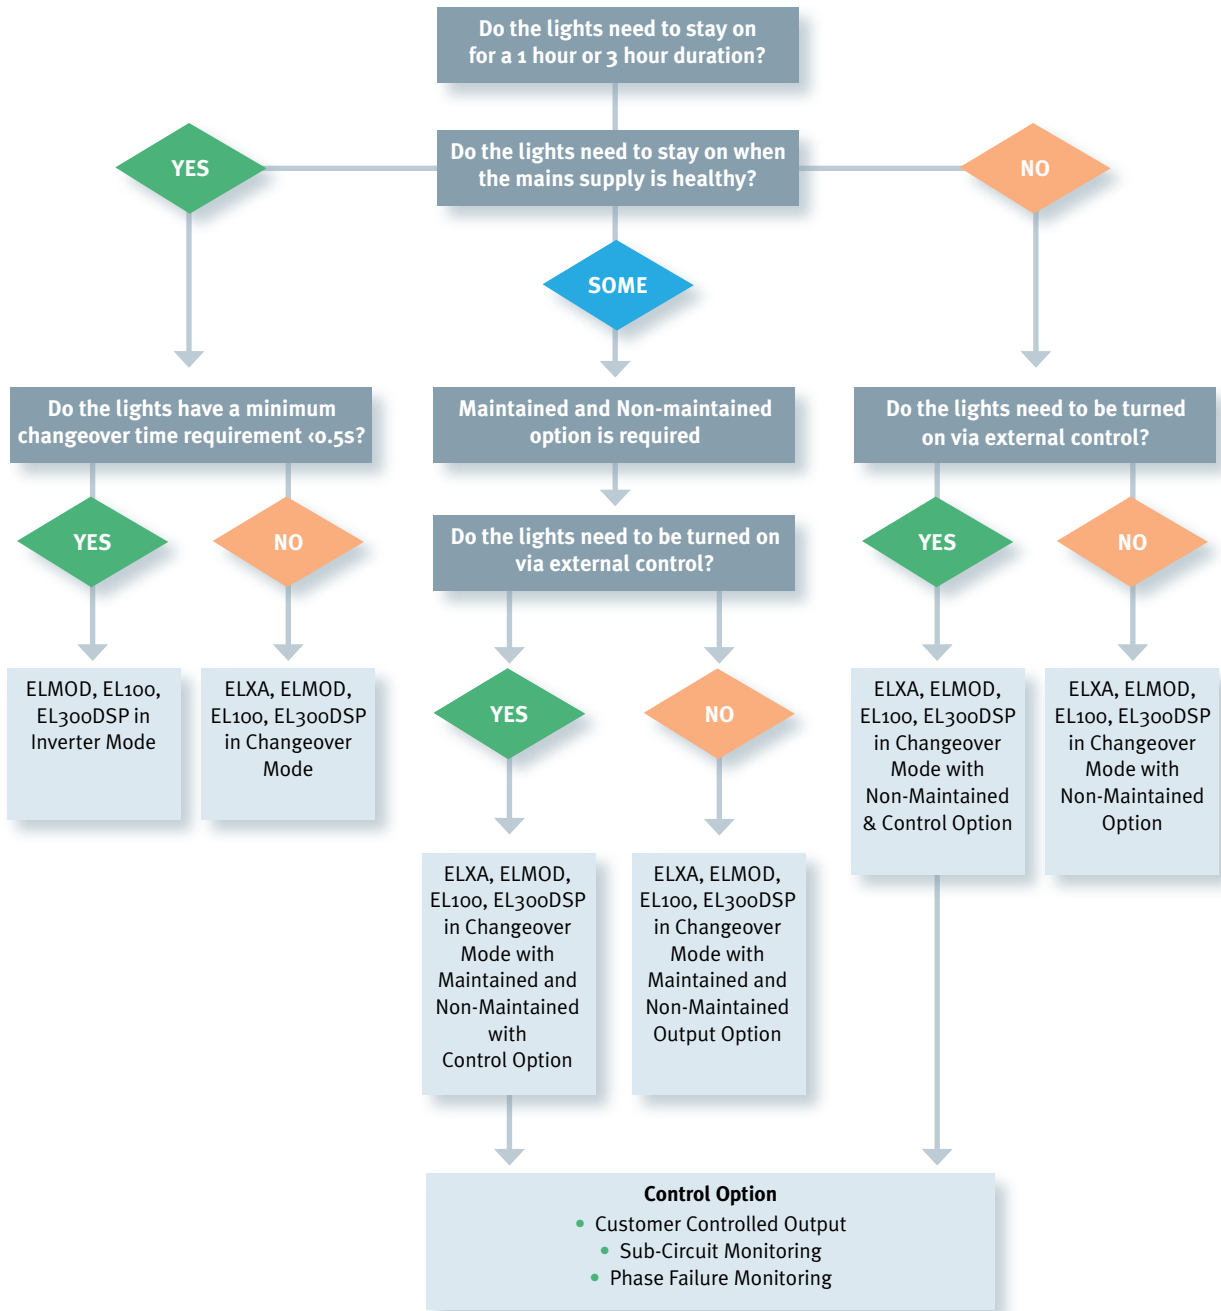 Do the lights need to stay on
for a 1 hour or 3 hour duration?
Do the lights need to stay on when
the mains supply is healthy?
YES
NO
SOME
Do the lights have a minimum
changeover time requirement <0.5s?
YES
NO
ELMOD, EL100,
EL300DSP in
Inverter Mode
ELXA, ELMOD,
EL100, EL300DSP
in Changeover
Mode
Maintained and Non-maintained
option is required
Do the lights need to be turned on
via external control?
YES
NO
ELXA, ELMOD,
EL100, EL300DSP
in Changeover
Mode with
Maintained and
Non-Maintained
with
Control Option
ELXA, ELMOD,
EL100, EL300DSP
in Changeover
Mode with
Maintained and
Non-Maintained
Output Option
Do the lights need to be turned
on via external control?
YES
NO
ELXA, ELMOD,
EL100, EL300DSP
in Changeover
Mode with
Non-Maintained
& Control Option
ELXA, ELMOD,
EL100, EL300DSP
in Changeover
Mode with
Non-Maintained
Option
Control Option
• Customer Controlled Output
• Sub-Circuit Monitoring
• Phase Failure Monitoring